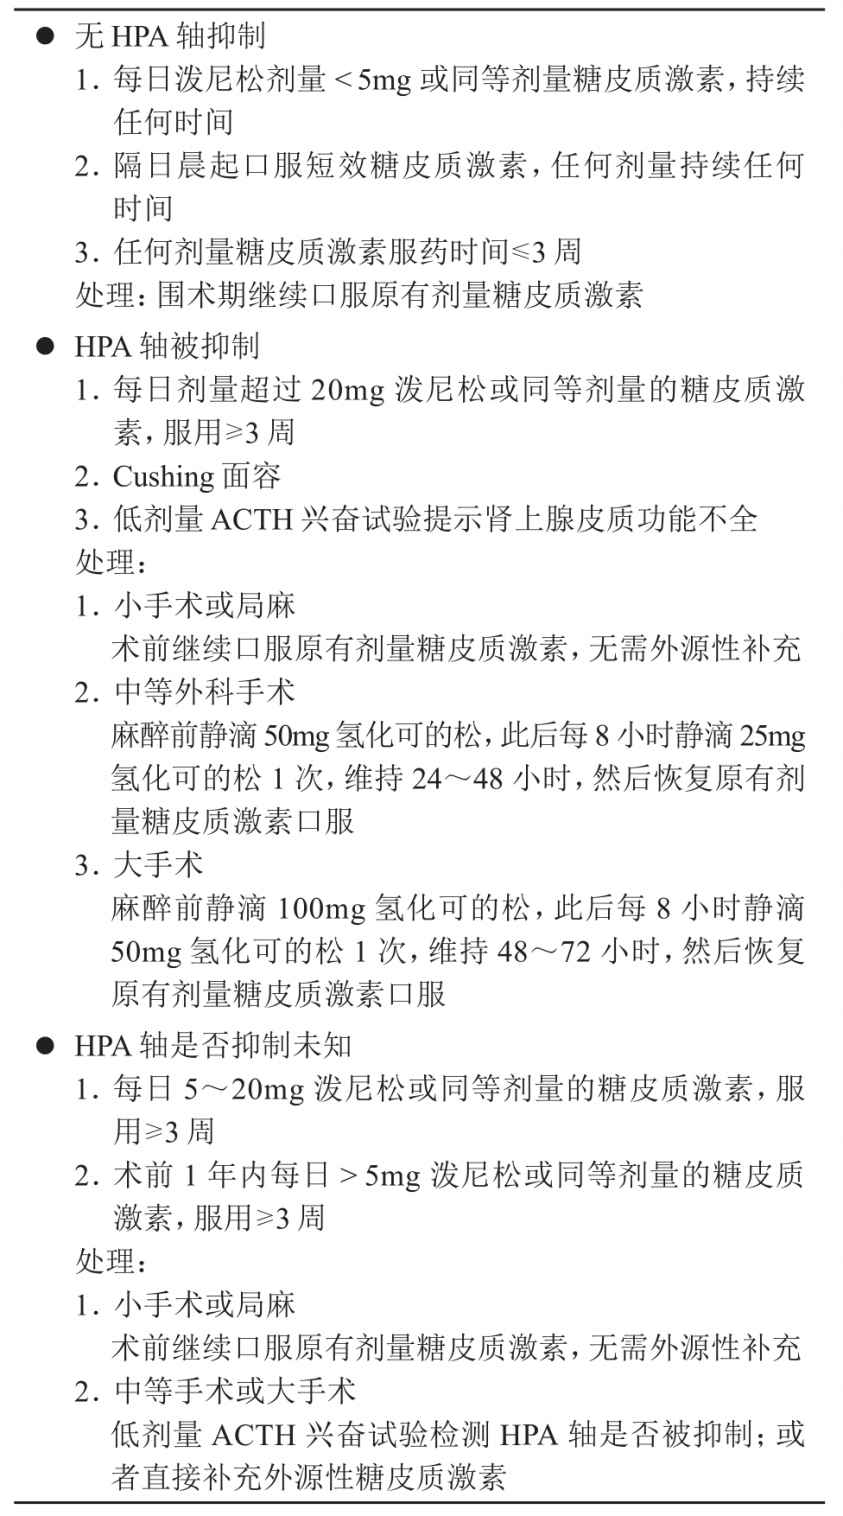 ● 无 HPA 轴抑制
1. 每日泼尼松剂量 < 5mg 或同等剂量糖皮质激素，持续
任何时间
2. 隔日晨起口服短效糖皮质激素，任何剂量持续任何
时间
3. 任何剂量糖皮质激素服药时间≤3 周
处理：围术期继续口服原有剂量糖皮质激素
● HPA 轴被抑制
1. 每日剂量超过 20mg 泼尼松或同等剂量的糖皮质激
素，服用≥3 周
2. Cushing 面容
3. 低剂量 ACTH 兴奋试验提示肾上腺皮质功能不全
处理：
1. 小手术或局麻
术前继续口服原有剂量糖皮质激素，无需外源性补充
2. 中等外科手术
麻醉前静滴 50mg 氢化可的松，此后每 8 小时静滴 25mg
氢化可的松 1 次，维持 24～48 小时，然后恢复原有剂
量糖皮质激素口服
3. 大手术
麻醉前静滴 100mg 氢化可的松，此后每 8 小时静滴
50mg 氢化可的松 1 次，维持 48～72 小时，然后恢复
原有剂量糖皮质激素口服
● HPA 轴是否抑制未知
1. 每日 5～20mg 泼尼松或同等剂量的糖皮质激素，服
用≥3 周
2. 术前 1 年内每日 > 5mg 泼尼松或同等剂量的糖皮质
激素，服用≥3 周
处理：
1. 小手术或局麻
术前继续口服原有剂量糖皮质激素，无需外源性补充
2. 中等手术或大手术
低剂量 ACTH 兴奋试验检测 HPA 轴是否被抑制；或
者直接补充外源性糖皮质激素